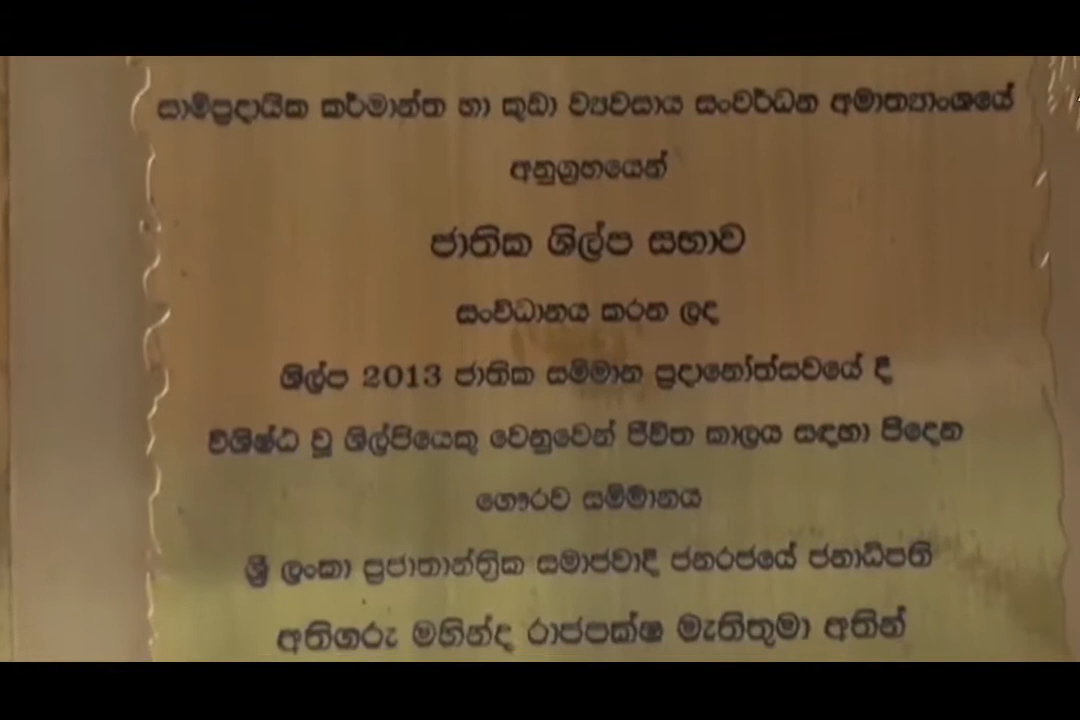 සාම්ප්‍රදායික කර්මාන්ත හා කුඩා ව්‍යවසාය සංවර්ධන අමාත්‍යාංශයේ
අනුග්‍රහයෙන්
ජාතික ශිල්ප සභාව
සංවිධානය කරන ලද
ශිල්ප 2013 ජාතික සම්මාන ප්‍රදානෝත්සවයේ දී
විශිෂ්ඨ වූ ශිල්පියෙකු වෙනුවෙන් ජීවිත කාලය සඳහා පිදෙන
ගෞරව සම්මානය
ශ්‍රී ලංකා ප්‍රජාතාන්ත්‍රික සමාජවාදී ජනරජයේ ජනාධිපති
අතිගරු මහින්ද රාජපක්ෂ මැතිතුමා අතින්